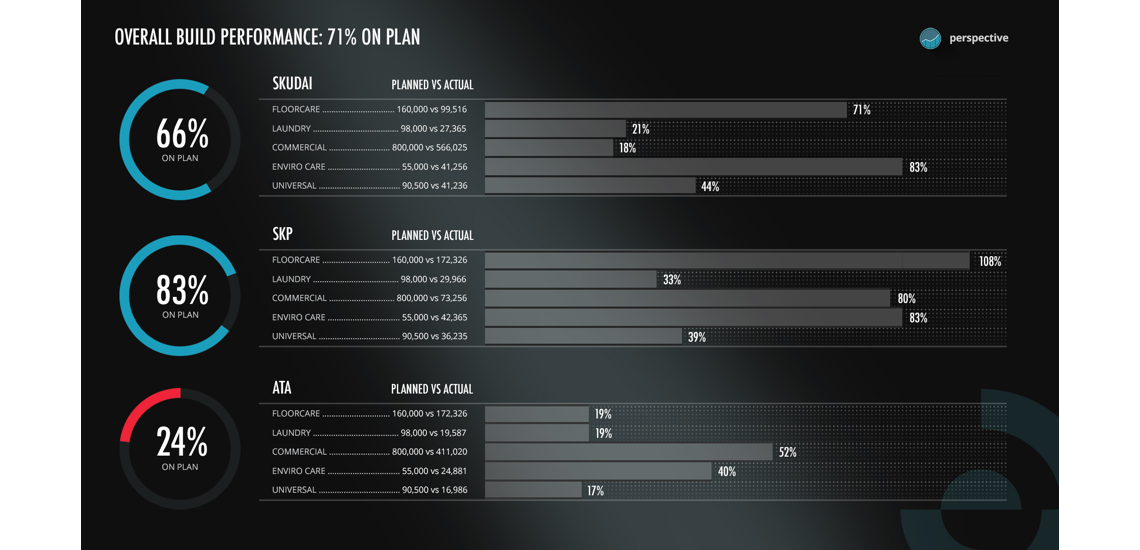 OVERALL BUILD PERFORMANCE: 71% ON PLAN
perspective
66%
ON PLAN
SKUDAI PLANNED VS ACTUAL
FLOORCARE ........................... 160,000 vs 99,516 71%
LAUNDRY ................................. 98,000 vs 27,365 21%
COMMERCIAL ........................ 800,000 vs 566,025 18%
ENVIRO CARE ........................... 55,000 vs 41,256 83%
UNIVERSAL ............................... 90,500 vs 41,236 44%
83%
ON PLAN
SKP PLANNED VS ACTUAL
FLOORCARE ........................... 160,000 vs 172,326 108%
LAUNDRY ................................. 98,000 vs 29,966 33%
COMMERCIAL ........................ 800,000 vs 73,256 80%
ENVIRO CARE ........................... 55,000 vs 42,365 83%
UNIVERSAL ............................... 90,500 vs 36,235 39%
24%
ON PLAN
ATA PLANNED VS ACTUAL
FLOORCARE ........................... 160,000 vs 172,326 19%
LAUNDRY ................................. 98,000 vs 19,587 19%
COMMERCIAL ........................ 800,000 vs 411,020 52%
ENVIRO CARE ........................... 55,000 vs 24,881 40%
UNIVERSAL ............................... 90,500 vs 16,986 17%